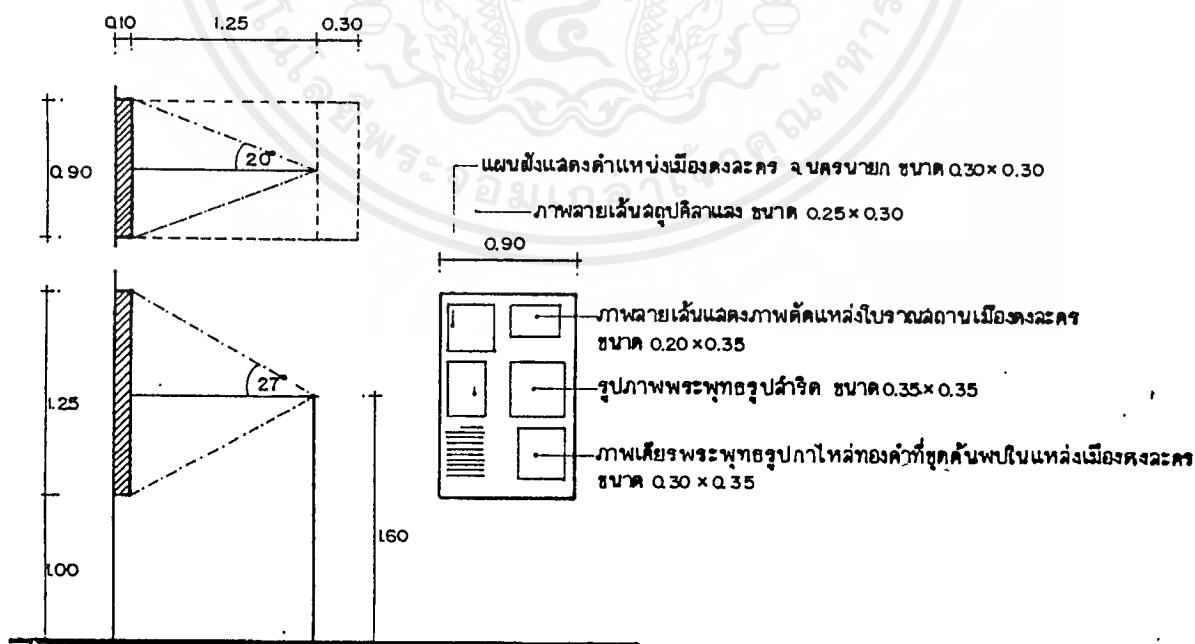 0.10 1.25 0.30
0.90
20°
แผนผังแสดงตำแหน่งเมืองดงละคร จ นครนายก ขนาด 0.30 × 0.30
ภาพลายเส้นสถูปศิลาแลง ขนาด 0.25 × 0.30
0.90
ภาพลายเส้นแสดงภาพตัดแหล่งโบราณสถานเมืองดงละคร
ขนาด 0.20 × 0.35
27°
รูปภาพพระพุทธรูปสำริด ขนาด 0.35 × 0.35
1.25
ภาพเศียรพระพุทธรูปกาไหล่ทองคำที่ขุดค้นพบในแหล่งเมืองดงละคร
ขนาด 0.30 × 0.35
1.60
1.00